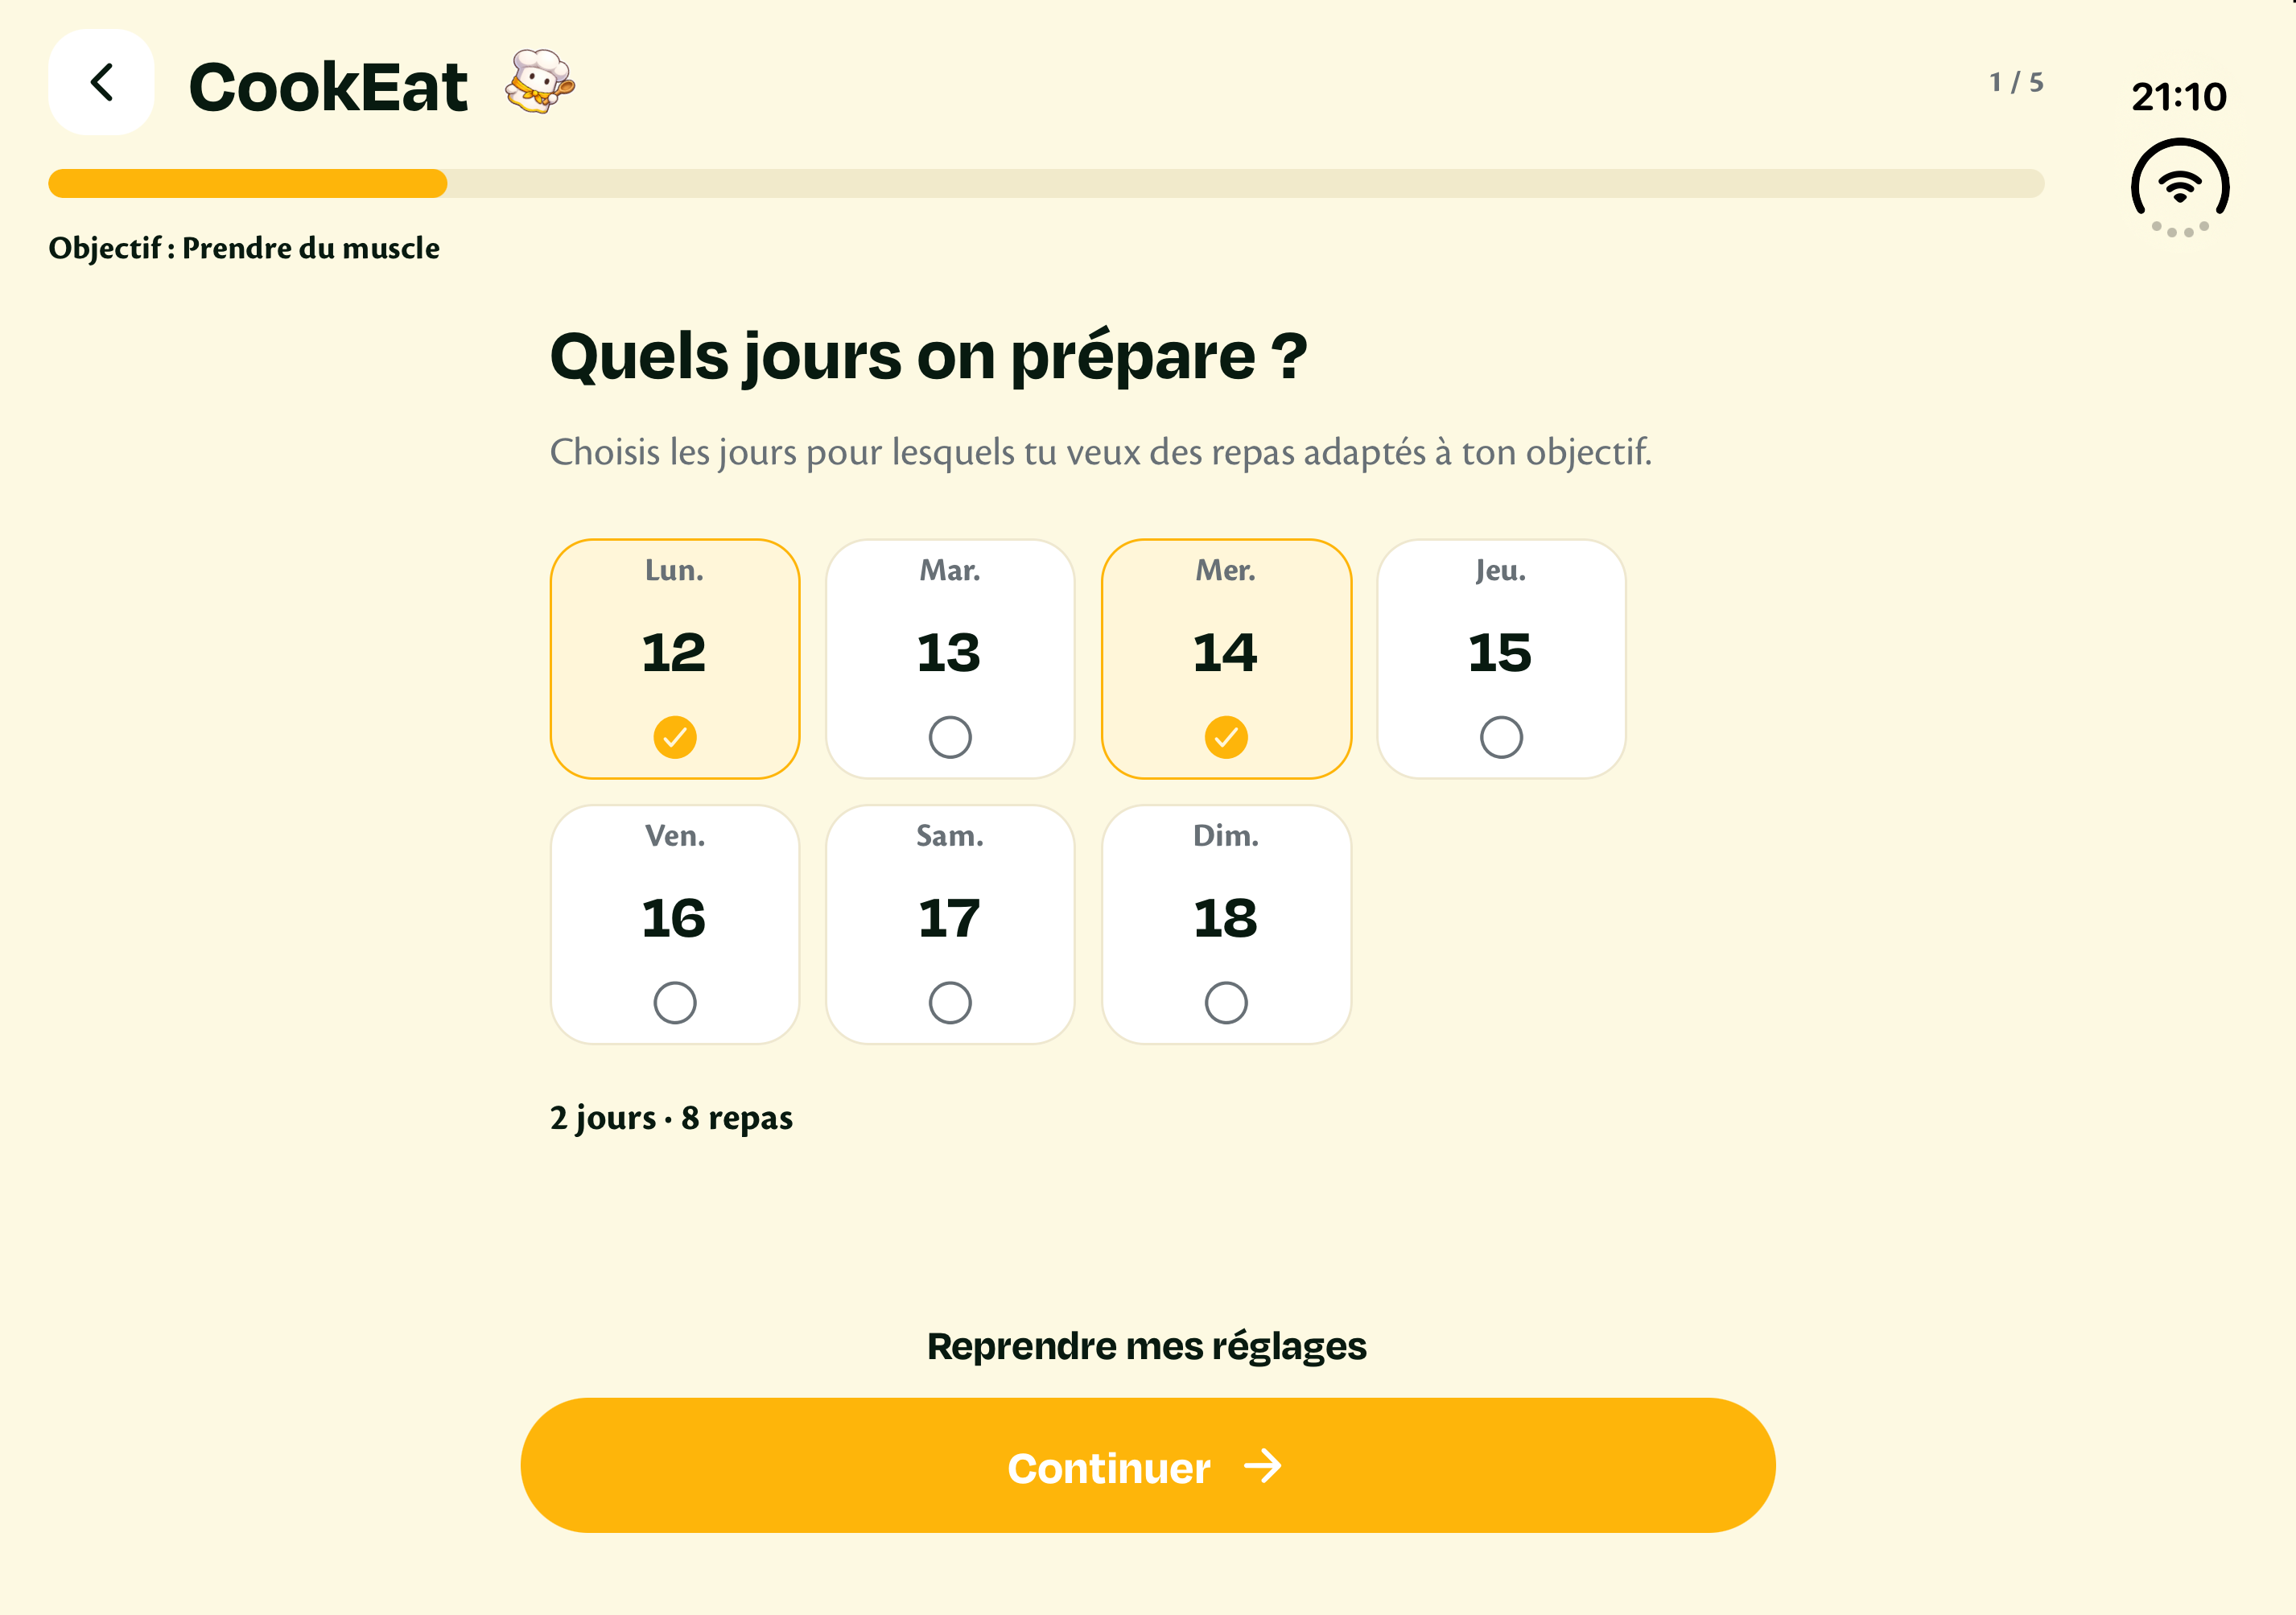 CookEat
1 / 5
21:10
Objectif : Prendre du muscle
Quels jours on prépare ?
Choisis les jours pour lesquels tu veux des repas adaptés à ton objectif.
Lun. Mar. Mer. Jeu.
12 13 14 15
Ven. Sam. Dim.
16 17 18
2 jours · 8 repas
Reprendre mes réglages
Continuer →